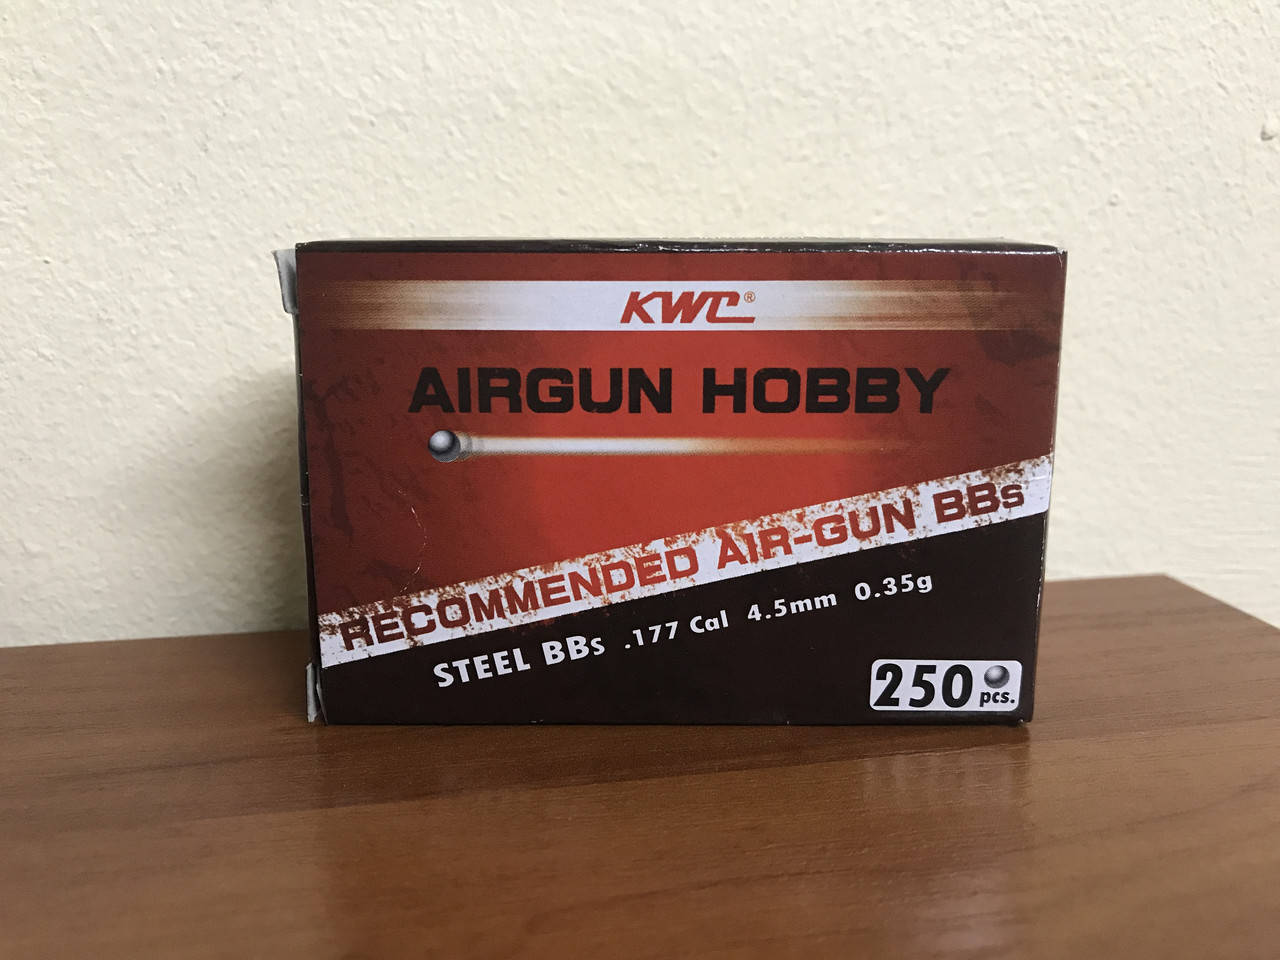 KWC®
AIRGUN HOBBY
RECOMMENDED AIR-GUN BBs
STEEL BBs .177 Cal 4.5mm 0.35g
250 pcs.